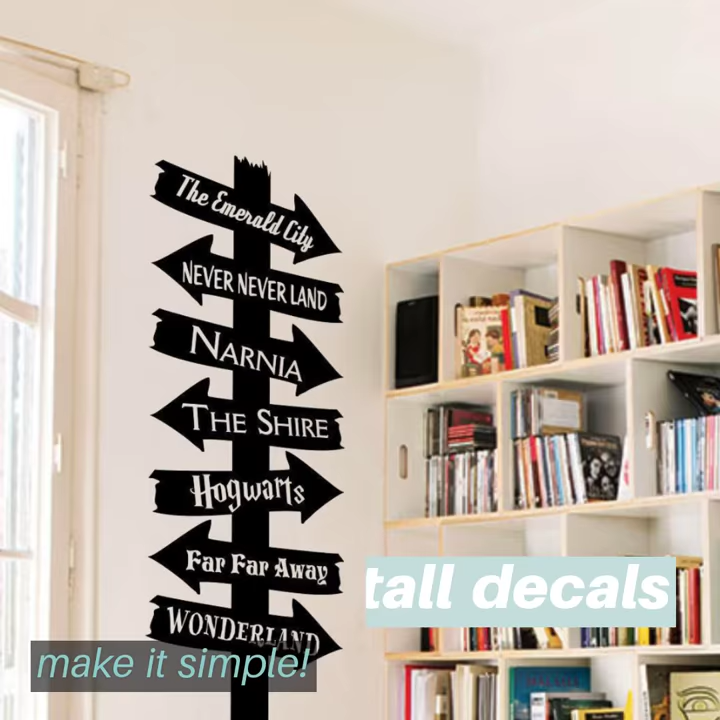 The Emerald City
NEVER NEVER LAND
NARNIA
THE SHIRE
Hogwarts
Far Far Away
WONDERLAND
tall decals
make it simple!